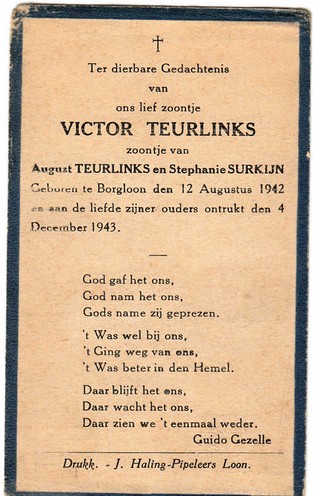 Ter dierbare Gedachtenis
van
ons lief zoontje
VICTOR TEURLINKS
zoontje van
August TEURLINKS en Stephanie SURKIJN
Geboren te Borgloon den 12 Augustus 1942
en aan de liefde zijner ouders ontrukt den 4
December 1943.
God gaf het ons,
God nam het ons,
Gods name zij geprezen.
't Was wel bij ons,
't Ging weg van ons,
't Was beter in den Hemel.
Daar blijft het ons,
Daar wacht het ons,
Daar zien we 't eenmaal weder.
Guido Gezelle
Drukk. - J. Haling-Pipeleers Loon.